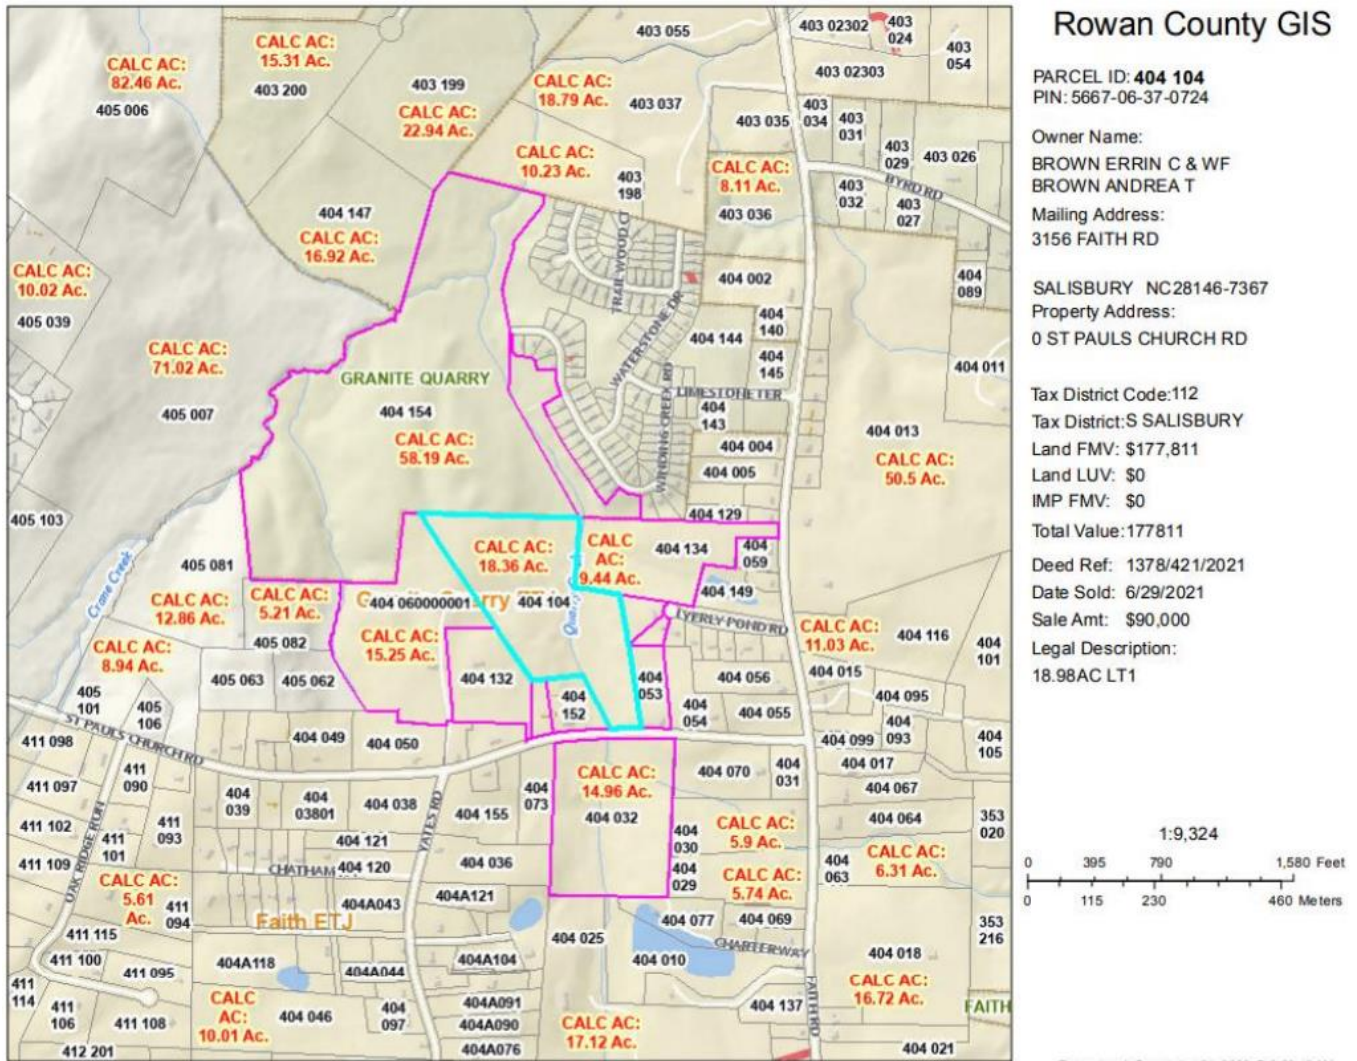 Rowan County GIS
PARCEL ID: 404 104
PIN: 5667-06-37-0724
Owner Name:
BROWN ERRIN C & WF
BROWN ANDREA T
Mailing Address:
3156 FAITH RD
SALISBURY NC28146-7367
Property Address:
0 ST PAULS CHURCH RD
Tax District Code:112
Tax District:S SALISBURY
Land FMV: $177,811
Land LUV: $0
IMP FMV: $0
Total Value:177811
Deed Ref: 1378/421/2021
Date Sold: 6/29/2021
Sale Amt: $90,000
Legal Description:
18.98AC LT1
1:9,324
0 395 790 1,580 Feet
0 115 230 460 Meters
CALC AC:
82.46 Ac.
405 006
CALC AC:
15.31 Ac.
403 200
403 199
CALC AC:
22.94 Ac.
403 055
CALC AC:
18.79 Ac.
403 037
403 02302
403
024
403
054
403 02303
403 035
403
034
403
031
403
029
403 026
BYRD RD
403
032
403
027
CALC AC:
10.23 Ac.
403
198
CALC AC:
8.11 Ac.
403 036
404 147
CALC AC:
16.92 Ac.
CALC AC:
10.02 Ac.
405 039
TRAIL WOOD CT
404 002
404
089
WATERSTONE DR
404 144
404
140
404
145
404 011
CALC AC:
71.02 Ac.
405 007
GRANITE QUARRY
404 154
CALC AC:
58.19 Ac.
LIMESTONE TER
404
143
WINDING CREEK RD
404 004
404 005
404 013
CALC AC:
50.5 Ac.
405 103
404 129
Crane Creek
405 081
CALC AC:
12.86 Ac.
CALC AC:
5.21 Ac.
405 082
CALC AC:
18.36 Ac.
CALC
AC:
9.44 Ac.
404 134
404
059
404 149
404 060000001
404 104
CALC AC:
15.25 Ac.
LYERLY POND RD
CALC AC:
11.03 Ac.
404 116
404
101
CALC AC:
8.94 Ac.
405
101
405
106
405 063
405 062
404 132
404
152
404
053
404
054
404 056
404 055
404 015
404 095
ST PAULS CHURCH RD
404 049
404 050
404 099
404
093
404
105
411 098
411 097
411
090
404
039
404
03801
404 038
YATES RD
404 155
404
073
CALC AC:
14.96 Ac.
404 032
404 070
404
031
404 017
404 067
404 064
353
020
411 102
411
101
411
093
404 121
411 109
OAK RIDGE RUN
CHATHAM
404 120
404 036
404
030
404
029
CALC AC:
5.9 Ac.
CALC AC:
5.74 Ac.
404
063
CALC AC:
6.31 Ac.
CALC AC:
5.61
Ac.
411
094
404A043
404A121
Faith ETJ
404 077
404 069
353
216
411 115
404 025
CHARTER WAY
411 100
411 095
404A118
404A044
404A104
404 010
404 018
CALC AC:
16.72 Ac.
411
114
411
106
411 108
CALC
AC:
10.01 Ac.
404 046
404
097
404A091
404A090
404A076
CALC AC:
17.12 Ac.
404 137
FAITH RD
FAITH
404 021
412 201